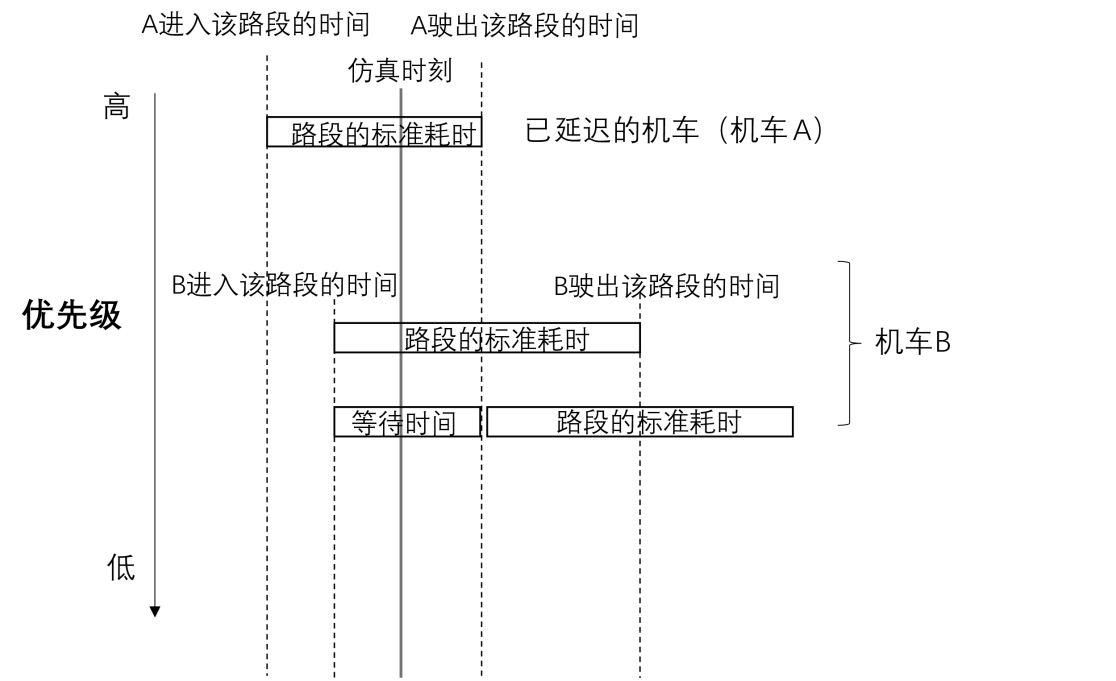 A进入该路段的时间
A驶出该路段的时间
仿真时刻
高
路段的标准耗时
已延迟的机车（机车A）
B进入该路段的时间
B驶出该路段的时间
优先级
路段的标准耗时
机车B
等待时间
路段的标准耗时
低